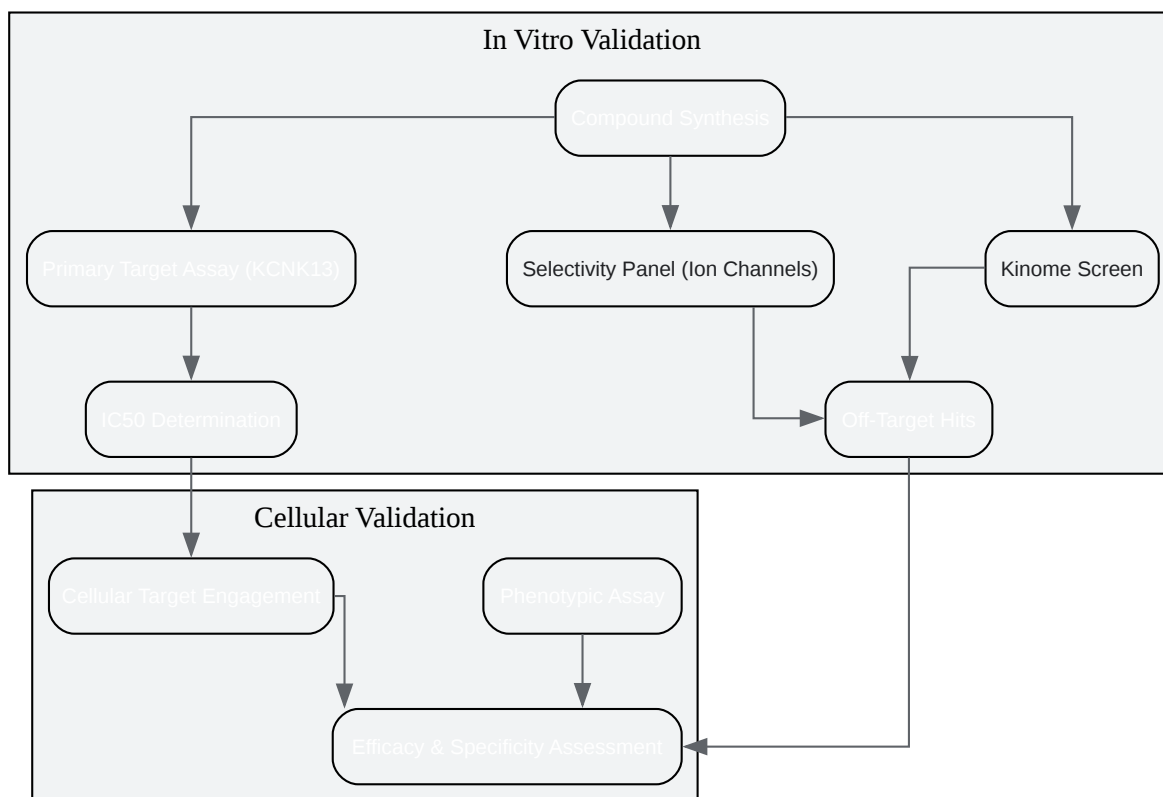 In Vitro Validation
Compound Synthesis
Primary Target Assay (KCNK13)
Selectivity Panel (Ion Channels)
Kinome Screen
IC50 Determination
Off-Target Hits
Cellular Validation
Cellular Target Engagement
Phenotypic Assay
Efficacy & Specificity Assessment